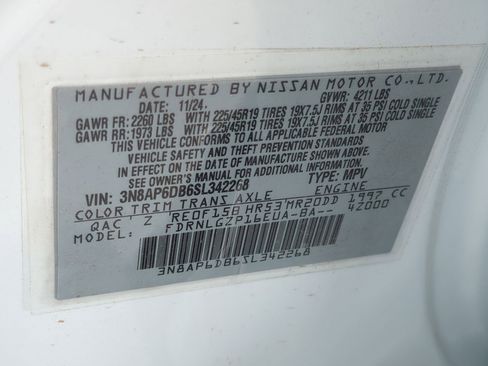 MANUFACTURED BY NISSAN MOTOR CO., LTD.
DATE: 11/24. GVWR: 4211 LBS
GAWR FR: 2260 LBS WITH 225/45R19 TIRES 19X7.5J RIMS AT 35 PSI COLD SINGLE
GAWR RR: 1973 LBS WITH 225/45R19 TIRES 19X7.5J RIMS AT 35 PSI COLD SINGLE
THIS VEHICLE CONFORMS TO ALL APPLICABLE FEDERAL MOTOR
VEHICLE SAFETY AND THEFT PREVENTION STANDARDS
IN EFFECT ON THE DATE OF MANUFACTURE SHOWN ABOVE.
SEE OWNER'S MANUAL FOR ADDITIONAL INFORMATION.
VIN: 3N8AP6DB6SL342268 TYPE: MPV
COLOR TRIM TRANS AXLE ENGINE
QAC Z RE0F15B HR53 MR20DD 1997 CC
MODEL: FDRNLGZP16EUA-BA-- 42000
3N8AP6DB6SL342268